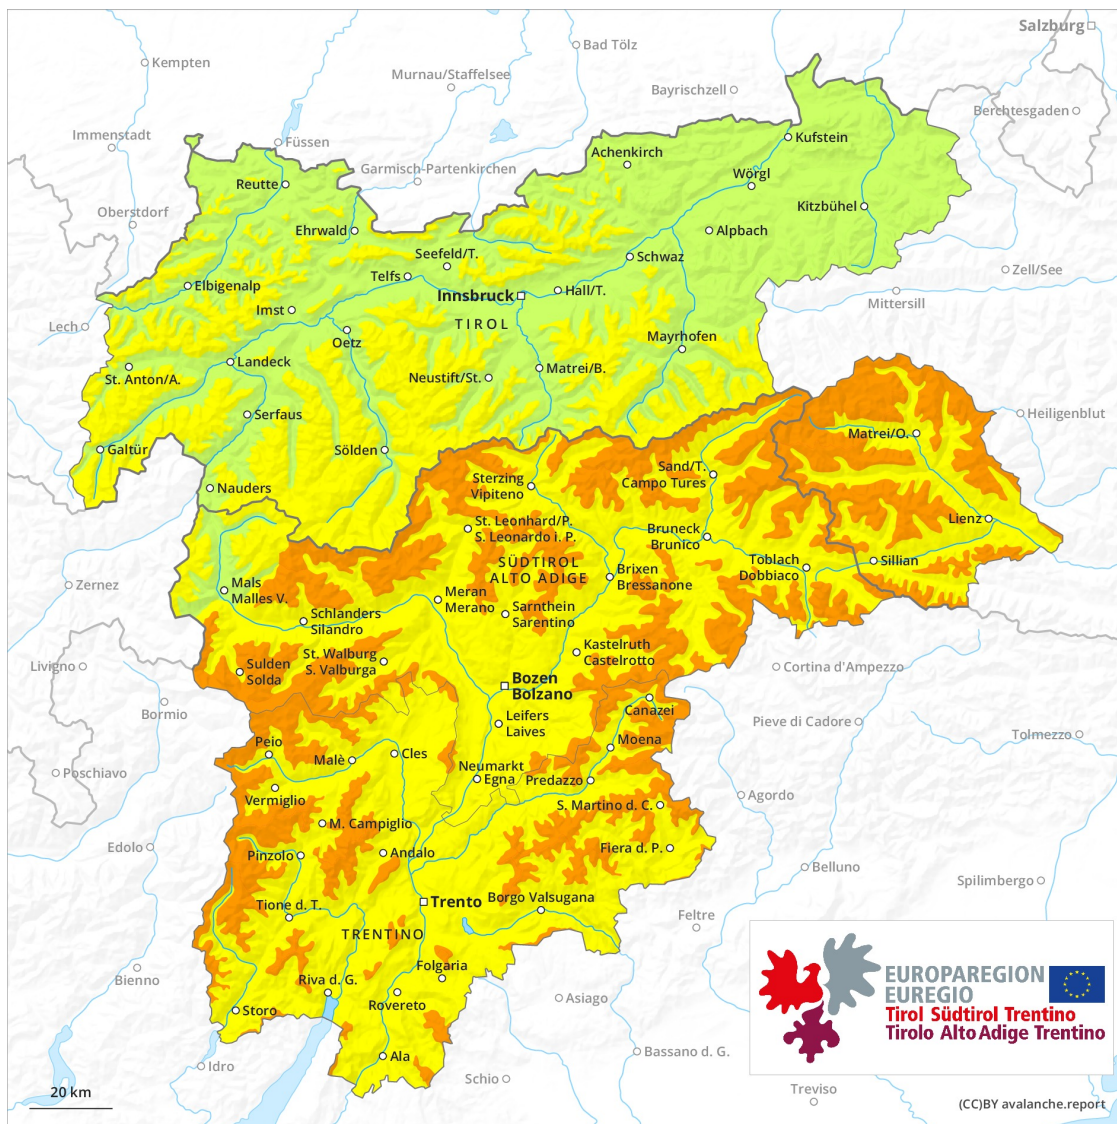 Salzburg
Bad Tölz
Kempten
Murnau/Staffelsee
Bayrischzell
Berchtesgaden
Immenstadt
Füssen
Kufstein
Achenkirch
Garmisch-Partenkirchen
Wörgl
Reutte
Oberstdorf
Kitzbühel
Ehrwald
Alpbach
Seefeld/T.
Schwaz
Zell/See
Telfs
Elbigenalp
Innsbruck
Hall/T.
Mittersill
Imst
TIROL
Lech
Oetz
Mayrhofen
Landeck
Matrei/B.
St. Anton/A.
Neustift/St.
Serfaus
Heiligenblut
Matrei/O.
Galtür
Sölden
Sand/T.
Campo Tures
Sterzing
Vipiteno
Nauders
St. Leonhard/P.
S. Leonardo i. P.
Lienz
Bruneck
Brunico
SÜDTIROL
ALTO ADIGE
Toblach
Dobbiaco
Sillian
Brixen
Bressanone
Zernez
Mals
Malles V.
Meran
Merano
Sarnthein
Sarentino
Schlanders
Silandro
Kastelruth
Castelrotto
St. Walburg
S. Valburga
Livigno
Sulden
Solda
Cortina d'Ampezzo
Bozen
Bolzano
Bormio
Canazei
Leifers
Laives
Pieve di Cadore
Tolmezzo
Peio
Moena
Cles
Malè
Poschiavo
Neumarkt
Egna
Predazzo
Vermiglio
Agordo
S. Martino d. C.
M. Campiglio
Edolo
Pinzolo
Andalo
Fiera d. P.
Belluno
Spilimbergo
Trento
Borgo Valsugana
Tione d. T.
Feltre
TRENTINO
Folgaria
Bienno
Riva d. G.
Rovereto
Asiago
Storo
EUROPAREGION
EUREGIO
Tirol Südtirol Trentino
Tirolo Alto Adige Trentino
Ala
Bassano d. G.
Idro
Schio
Treviso
20 km
(CC)BY avalanche.report